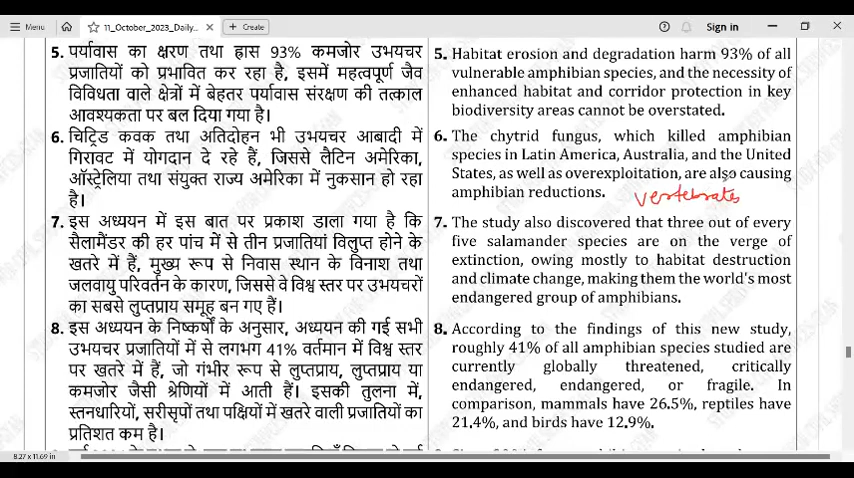 Menu
11_October_2023_Daily...
+ Create
Sign in
5. पर्यावास का क्षरण तथा ह्रास 93% कमजोर उभयचर
प्रजातियों को प्रभावित कर रहा है, इसमें महत्वपूर्ण जैव
विविधता वाले क्षेत्रों में बेहतर पर्यावास संरक्षण की तत्काल
आवश्यकता पर बल दिया गया है।
6. चिट्रिड कवक तथा अतिदोहन भी उभयचर आबादी में
गिरावट में योगदान दे रहे हैं, जिससे लैटिन अमेरिका,
ऑस्ट्रेलिया तथा संयुक्त राज्य अमेरिका में नुकसान हो रहा
है।
7. इस अध्ययन में इस बात पर प्रकाश डाला गया है कि
सैलामैंडर की हर पांच में से तीन प्रजातियां विलुप्त होने के
खतरे में हैं, मुख्य रूप से निवास स्थान के विनाश तथा
जलवायु परिवर्तन के कारण, जिससे वे विश्व स्तर पर उभयचरों
का सबसे लुप्तप्राय समूह बन गए हैं।
8. इस अध्ययन के निष्कर्षों के अनुसार, अध्ययन की गई सभी
उभयचर प्रजातियों में से लगभग 41% वर्तमान में विश्व स्तर
पर खतरे में हैं, जो गंभीर रूप से लुप्तप्राय, लुप्तप्राय या
कमजोर जैसी श्रेणियों में आती हैं। इसकी तुलना में,
स्तनधारियों, सरीसृपों तथा पक्षियों में खतरे वाली प्रजातियों का
प्रतिशत कम है।
5. Habitat erosion and degradation harm 93% of all
vulnerable amphibian species, and the necessity of
enhanced habitat and corridor protection in key
biodiversity areas cannot be overstated.
6. The chytrid fungus, which killed amphibian
species in Latin America, Australia, and the United
States, as well as overexploitation, are also causing
amphibian reductions.
vertebrates
7. The study also discovered that three out of every
five salamander species are on the verge of
extinction, owing mostly to habitat destruction
and climate change, making them the world's most
endangered group of amphibians.
8. According to the findings of this new study,
roughly 41% of all amphibian species studied are
currently globally threatened, critically
endangered, endangered, or fragile. In
comparison, mammals have 26.5%, reptiles have
21.4%, and birds have 12.9%.
8.27 x 11.69 in